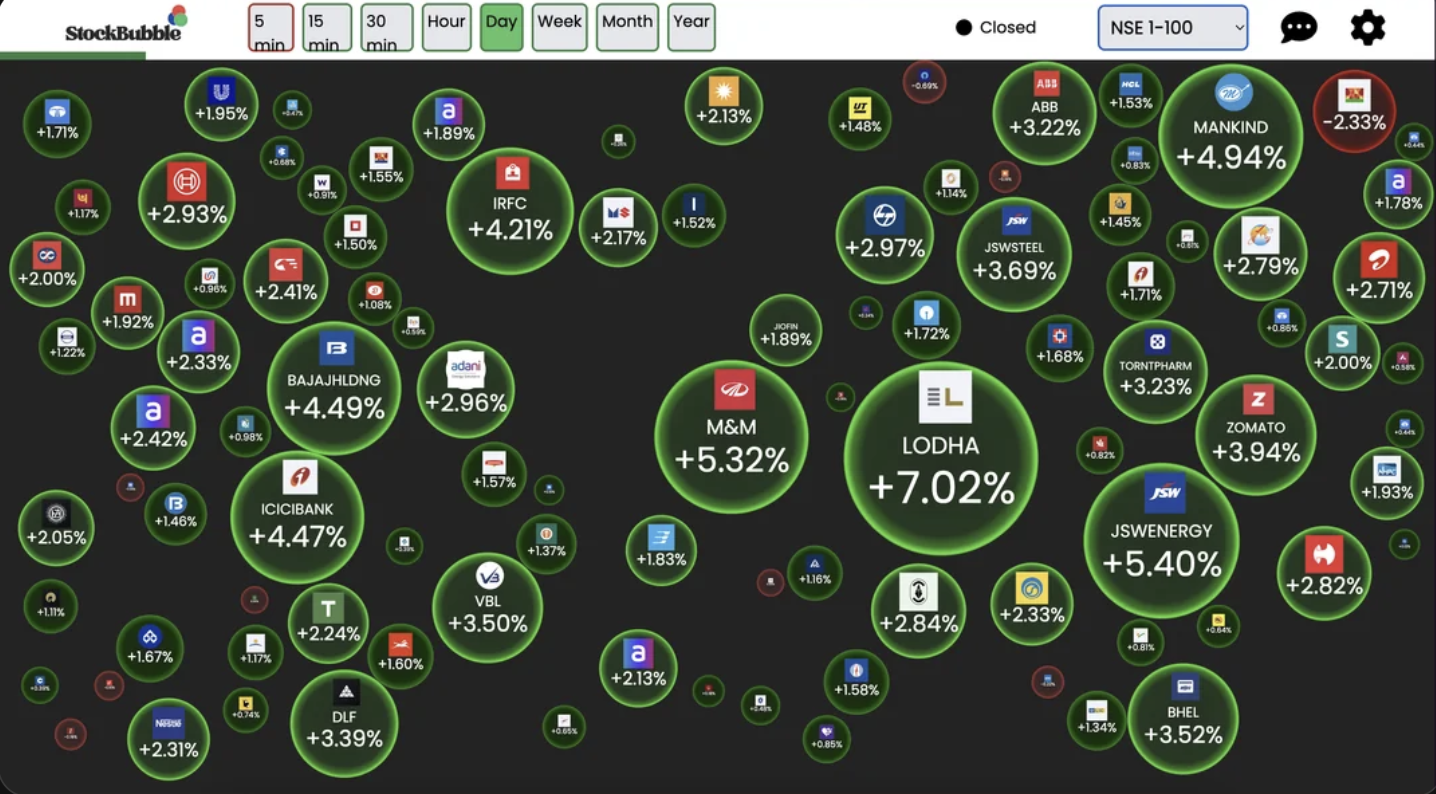 StockBubble
5 min
15 min
30 min
Hour
Day
Week
Month
Year
Closed
NSE 1-100
+1.71%
+1.95%
+0.47%
+1.89%
+2.13%
+1.48%
-0.69%
ABB
ABB
+3.22%
HCL
+1.53%
MANKIND
+4.94%
-2.33%
+0.44%
+0.68%
+1.55%
+0.91%
+1.17%
+2.93%
IRFC
+4.21%
+2.17%
+1.52%
+1.14%
+0.83%
+1.45%
+1.78%
+1.50%
+2.97%
JSW
JSWSTEEL
+3.69%
+0.61%
+2.79%
+2.71%
+2.00%
+0.96%
+2.41%
+1.08%
+1.71%
m
+1.92%
+0.59%
JIOFIN
+1.89%
+1.72%
+1.68%
+0.86%
S
+2.00%
+1.22%
a
+2.33%
BAJAJHLDNG
+4.49%
adani
+2.96%
TORNTPHARM
+3.23%
+0.58%
M&M
+5.32%
LODHA
+7.02%
Z
ZOMATO
+3.94%
a
+2.42%
+0.98%
+0.82%
+0.44%
+1.57%
+1.93%
ICICIBANK
+4.47%
+1.46%
+2.05%
JSW
JSWENERGY
+5.40%
+1.37%
+1.83%
+2.82%
+1.16%
+1.11%
VBL
+3.50%
+2.84%
+2.33%
T
+2.24%
+0.64%
+1.67%
+1.17%
+1.60%
+0.81%
a
+2.13%
+1.58%
+0.39%
+0.74%
DLF
+3.39%
+0.48%
+1.34%
BHEL
+3.52%
Nestle
+2.31%
+0.65%
+0.85%